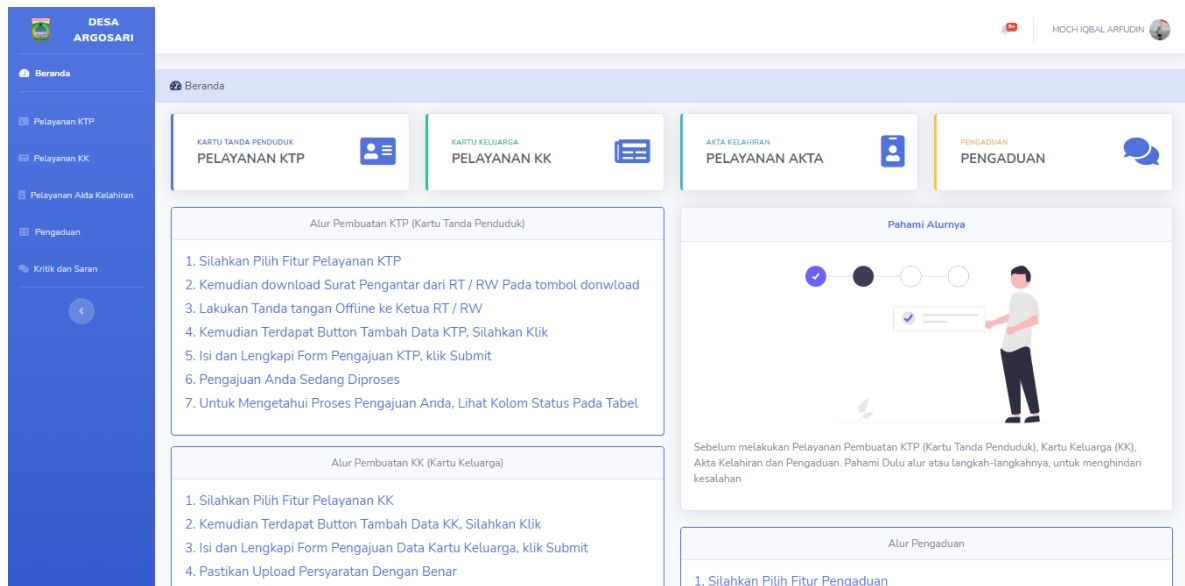 DESA
ARGOSARI
Beranda
Pelayanan KTP
Pelayanan KK
Pelayanan Akta Kelahiran
Pengaduan
Kritik dan Saran
3+
MOCH IQBAL ARFUDIN
Beranda
KARTU TANDA PENDUDUK
PELAYANAN KTP
KARTU KELUARGA
PELAYANAN KK
AKTA KELAHIRAN
PELAYANAN AKTA
PENGADUAN
PENGADUAN
Alur Pembuatan KTP (Kartu Tanda Penduduk)
1. Silahkan Pilih Fitur Pelayanan KTP
2. Kemudian download Surat Pengantar dari RT / RW Pada tombol donwload
3. Lakukan Tanda tangan Offline ke Ketua RT / RW
4. Kemudian Terdapat Button Tambah Data KTP, Silahkan Klik
5. Isi dan Lengkapi Form Pengajuan KTP, klik Submit
6. Pengajuan Anda Sedang Diproses
7. Untuk Mengetahui Proses Pengajuan Anda, Lihat Kolom Status Pada Tabel
Alur Pembuatan KK (Kartu Keluarga)
1. Silahkan Pilih Fitur Pelayanan KK
2. Kemudian Terdapat Button Tambah Data KK, Silahkan Klik
3. Isi dan Lengkapi Form Pengajuan Data Kartu Keluarga, klik Submit
4. Pastikan Upload Persyaratan Dengan Benar
Pahami Alurnya
Sebelum melakukan Pelayanan Pembuatan KTP (Kartu Tanda Penduduk), Kartu Keluarga (KK),
Akta Kelahiran dan Pengaduan. Pahami Dulu alur atau langkah-langkahnya, untuk menghindari
kesalahan
Alur Pengaduan
1. Silahkan Pilih Fitur Pengaduan